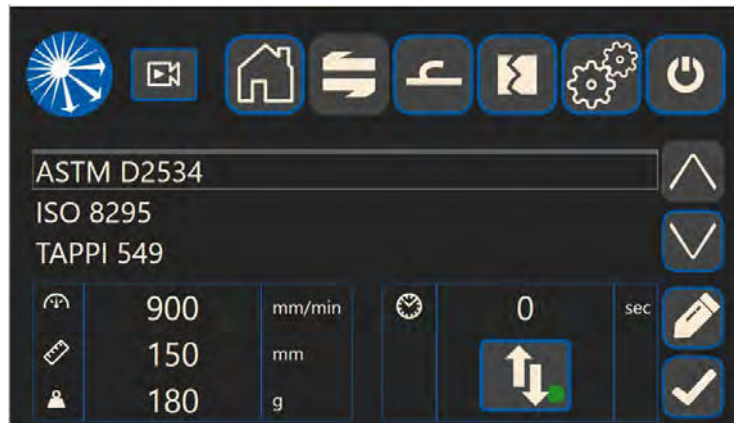 ASTM D2534
ISO 8295
TAPPI 549
900 mm/min
150 mm
180 g
0 sec